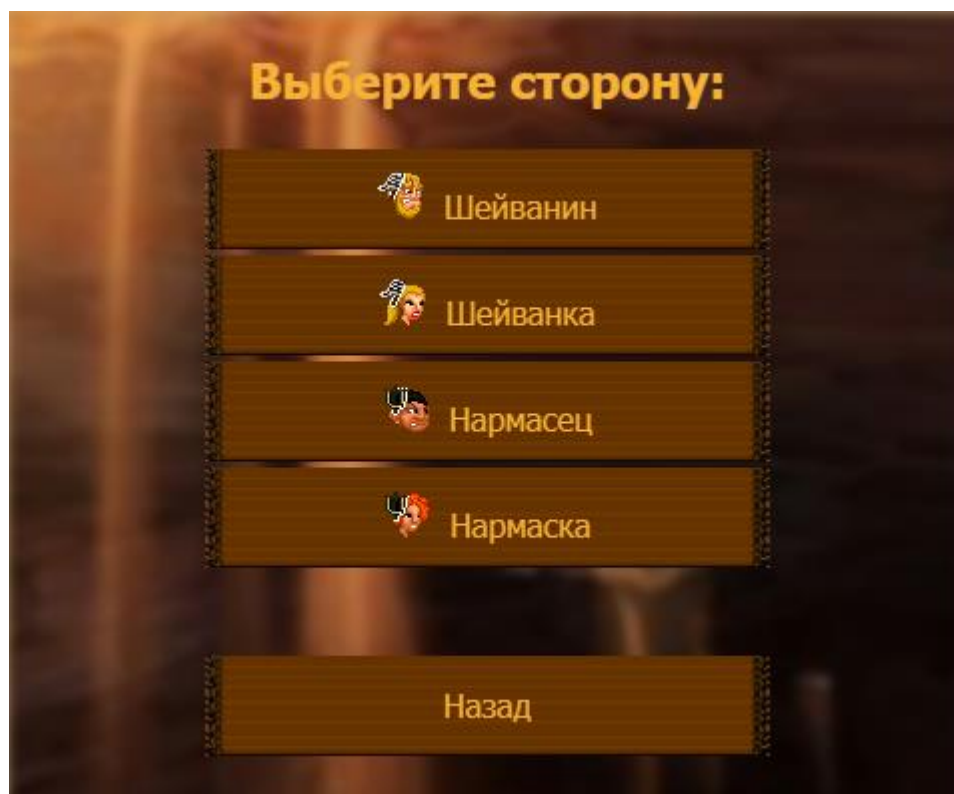 Выберите сторону:
Шейванин
Шейванка
Нармасец
Нармаска
Назад